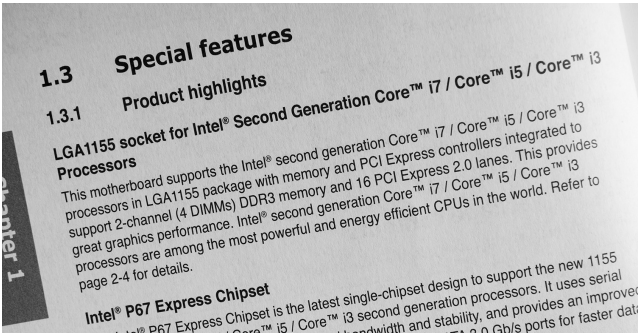 1.3 Special features
1.3.1 Product highlights
LGA1155 socket for Intel® Second Generation Core™ i7 / Core™ i5 / Core™ i3
Processors
This motherboard supports the Intel® second generation Core™ i7 / Core™ i5 / Core™ i3
processors in LGA1155 package with memory and PCI Express controllers integrated to
support 2-channel (4 DIMMs) DDR3 memory and 16 PCI Express 2.0 lanes. This provides
great graphics performance. Intel® second generation Core™ i7 / Core™ i5 / Core™ i3
processors are among the most powerful and energy efficient CPUs in the world. Refer to
page 2-4 for details.
Intel® P67 Express Chipset
P67 Express Chipset is the latest single-chipset design to support the new 1155
Core™ i5 / Core™ i3 second generation processors. It uses serial
bandwidth and stability, and provides an improved
3.0 Gb/s ports for faster data
Chapter 1